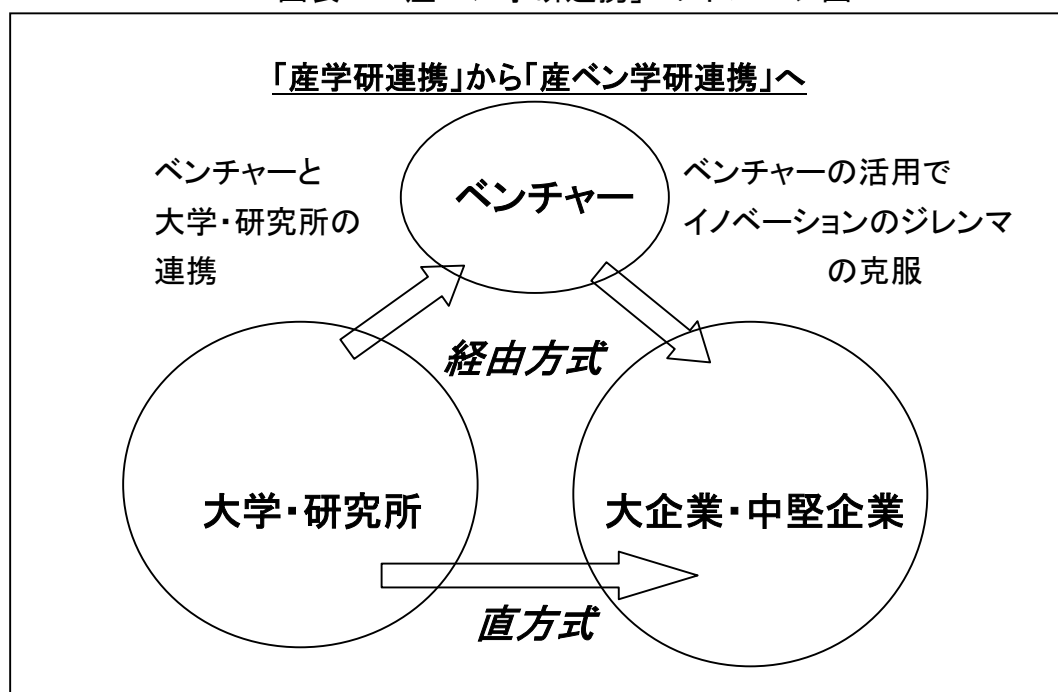 「産学研連携」から「産ベン学研連携」へ
ベンチャーと
大学・研究所の
連携
ベンチャー
ベンチャーの活用で
イノベーションのジレンマ
の克服
経由方式
大学・研究所
大企業・中堅企業
直方式